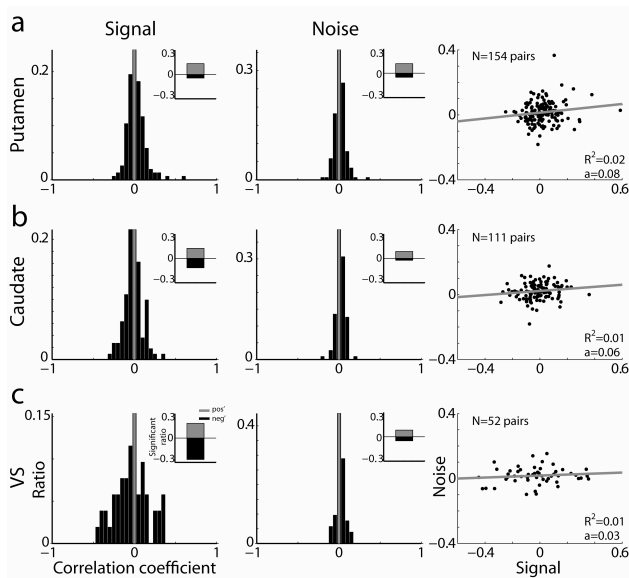 a
Signal
Noise
Putamen
0.2
0
−1
0
1
0.3
0
−0.3
0.3
0
−1
0
1
0.3
0
−0.3
N=154 pairs
0.4
0
−0.4
−0.4
0
0.6
R²=0.02
a=0.08
b
Caudate
0.2
0
−1
0
1
0.3
0
−0.3
0.3
0
−1
0
1
0.3
0
−0.3
N=111 pairs
0.4
0
−0.4
−0.4
0
0.6
R²=0.01
a=0.06
c
VS
Ratio
0.15
0
−1
0
1
Correlation coefficient
pos'
neg'
Significant
ratio
0.3
0
−0.3
0.4
0
−1
0
1
0.3
0
−0.3
N=52 pairs
Noise
0.4
0
−0.4
−0.4
0
0.6
Signal
R²=0.01
a=0.03